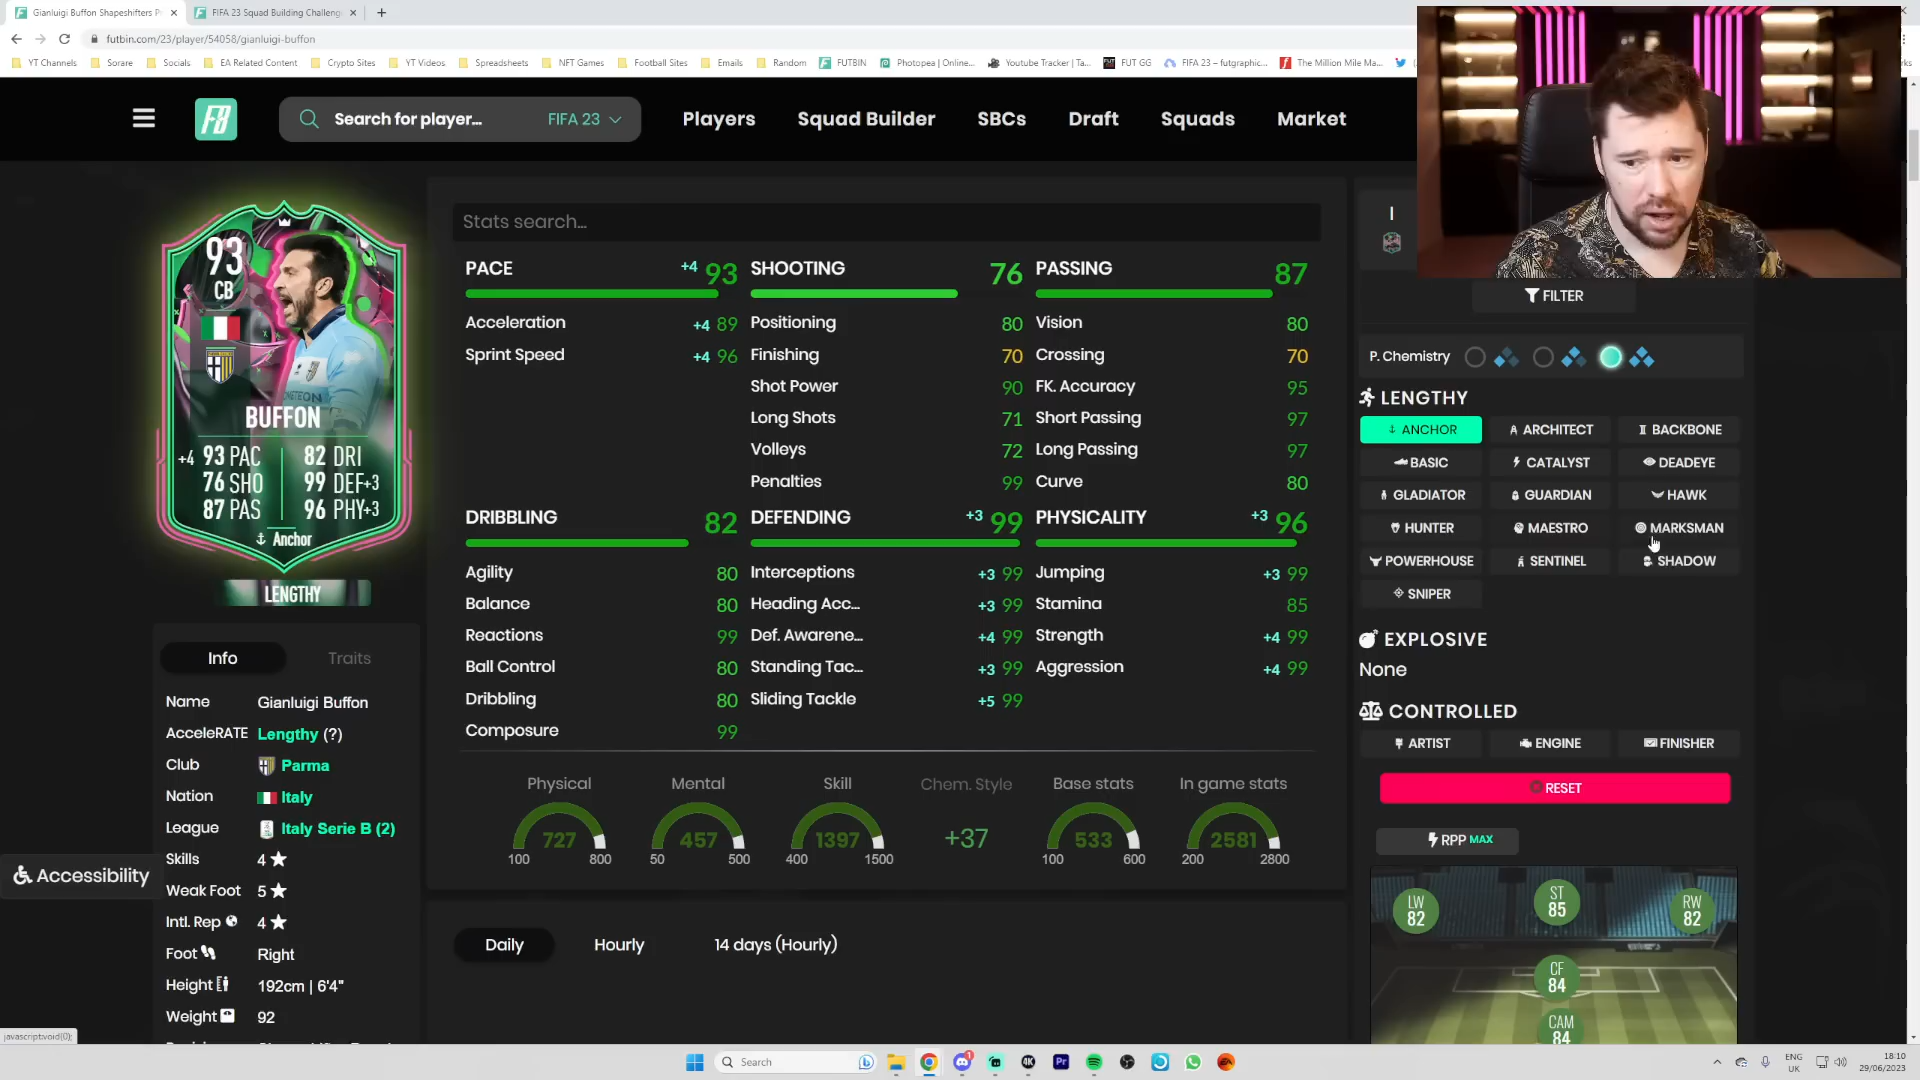 Gianluigi Buffon Shapeshifters P
FIFA 23 Squad Building Challeng
futbin.com/23/player/54058/gianluigi-buffon
YT Channels Sorare Socials EA Related Content Crypto Sites YT Videos Spreadsheets NFT Games Football Sites Emails Random FUTBIN Photopea | Online... Youtube Tracker | Ta... FUT GG FIFA 23 – futgraphic... The Million Mile Ma...
Search for player... FIFA 23 Players Squad Builder SBCs Draft Squads Market
93
CB
BUFFON
+4 93 PAC 82 DRI
76 SHO 99 DEF+3
87 PAS 96 PHY+3
Anchor
LENGTHY
Info Traits
Name Gianluigi Buffon
AcceleRATE Lengthy (?)
Club Parma
Nation Italy
League Italy Serie B (2)
Skills 4
Weak Foot 5
Intl. Rep 4
Foot Right
Height 192cm | 6'4"
Weight 92
Accessibility
javascript:void(0);
Stats search...
PACE +4 93
Acceleration +4 89
Sprint Speed +4 96
SHOOTING 76
Positioning 80
Finishing 70
Shot Power 90
Long Shots 71
Volleys 72
Penalties 99
PASSING 87
Vision 80
Crossing 70
FK. Accuracy 95
Short Passing 97
Long Passing 97
Curve 80
DRIBBLING 82
Agility 80
Balance 80
Reactions 99
Ball Control 80
Dribbling 80
Composure 99
DEFENDING +3 99
Interceptions +3 99
Heading Acc... +3 99
Def. Awarene... +4 99
Standing Tac... +3 99
Sliding Tackle +5 99
PHYSICALITY +3 96
Jumping +3 99
Stamina 85
Strength +4 99
Aggression +4 99
Physical Mental Skill Chem. Style Base stats In game stats
727 457 1397 +37 533 2581
100 800 50 500 400 1500 100 600 200 2800
Daily Hourly 14 days (Hourly)
FILTER
P. Chemistry
LENGTHY
ANCHOR ARCHITECT BACKBONE
BASIC CATALYST DEADEYE
GLADIATOR GUARDIAN HAWK
HUNTER MAESTRO MARKSMAN
POWERHOUSE SENTINEL SHADOW
SNIPER
EXPLOSIVE
None
CONTROLLED
ARTIST ENGINE FINISHER
RESET
RPP MAX
LW
82
ST
85
RW
82
CF
84
CAM
84
Search
ENG
UK
18:10
29/06/2023